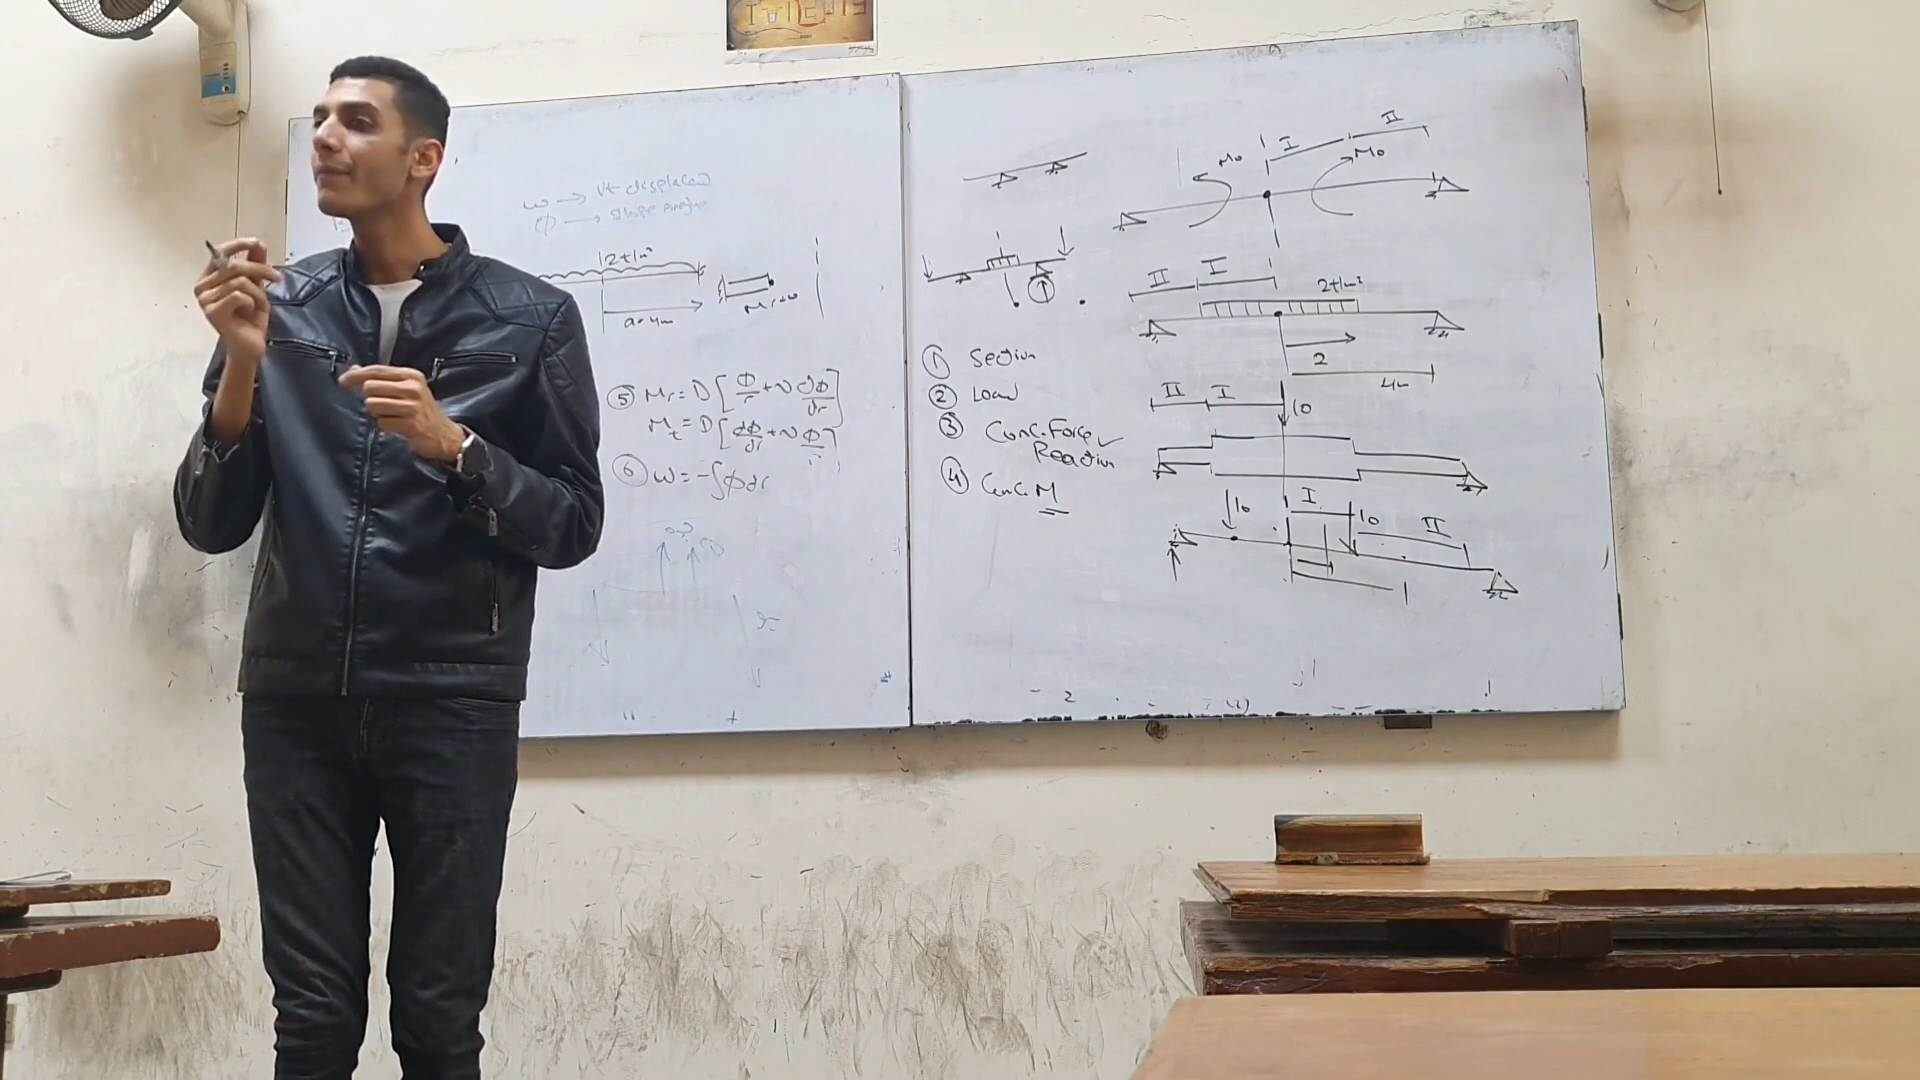 w → Vt displacem
φ → slope angle
12 t/m²
a = 4m
Mr = 0
⑤ Mr = D [φ/r + ν dφ/dr]
Mt = D [dφ/dr + ν φ/r]
⑥ w = -∫φ dr
I
II
Mo
Mo
II
I
2 t/m²
2
4m
① Section
② Load
③ Conc. Force
Reaction
④ Conc. M
II
I
10
10
I
10
II